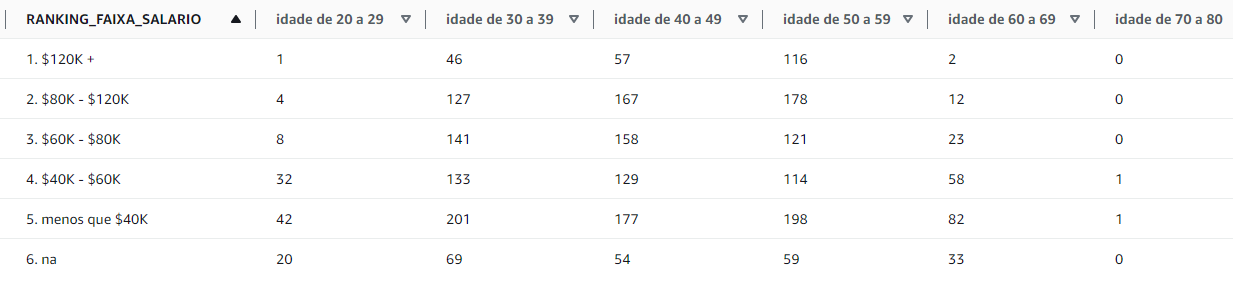 RANKING_FAIXA_SALARIO idade de 20 a 29 idade de 30 a 39 idade de 40 a 49 idade de 50 a 59 idade de 60 a 69 idade de 70 a 80
1. $120K + 1 46 57 116 2 0
2. $80K - $120K 4 127 167 178 12 0
3. $60K - $80K 8 141 158 121 23 0
4. $40K - $60K 32 133 129 114 58 1
5. menos que $40K 42 201 177 198 82 1
6. na 20 69 54 59 33 0